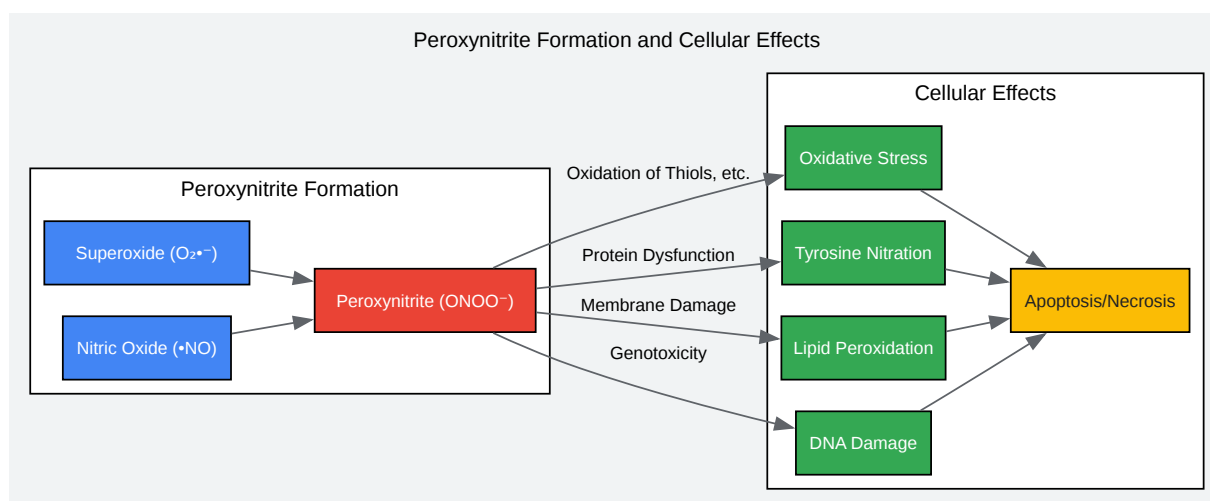 Peroxynitrite Formation and Cellular Effects
Peroxynitrite Formation
Superoxide (O₂•⁻)
Nitric Oxide (•NO)
Peroxynitrite (ONOO⁻)
Oxidation of Thiols, etc.
Protein Dysfunction
Membrane Damage
Genotoxicity
Cellular Effects
Oxidative Stress
Tyrosine Nitration
Lipid Peroxidation
DNA Damage
Apoptosis/Necrosis